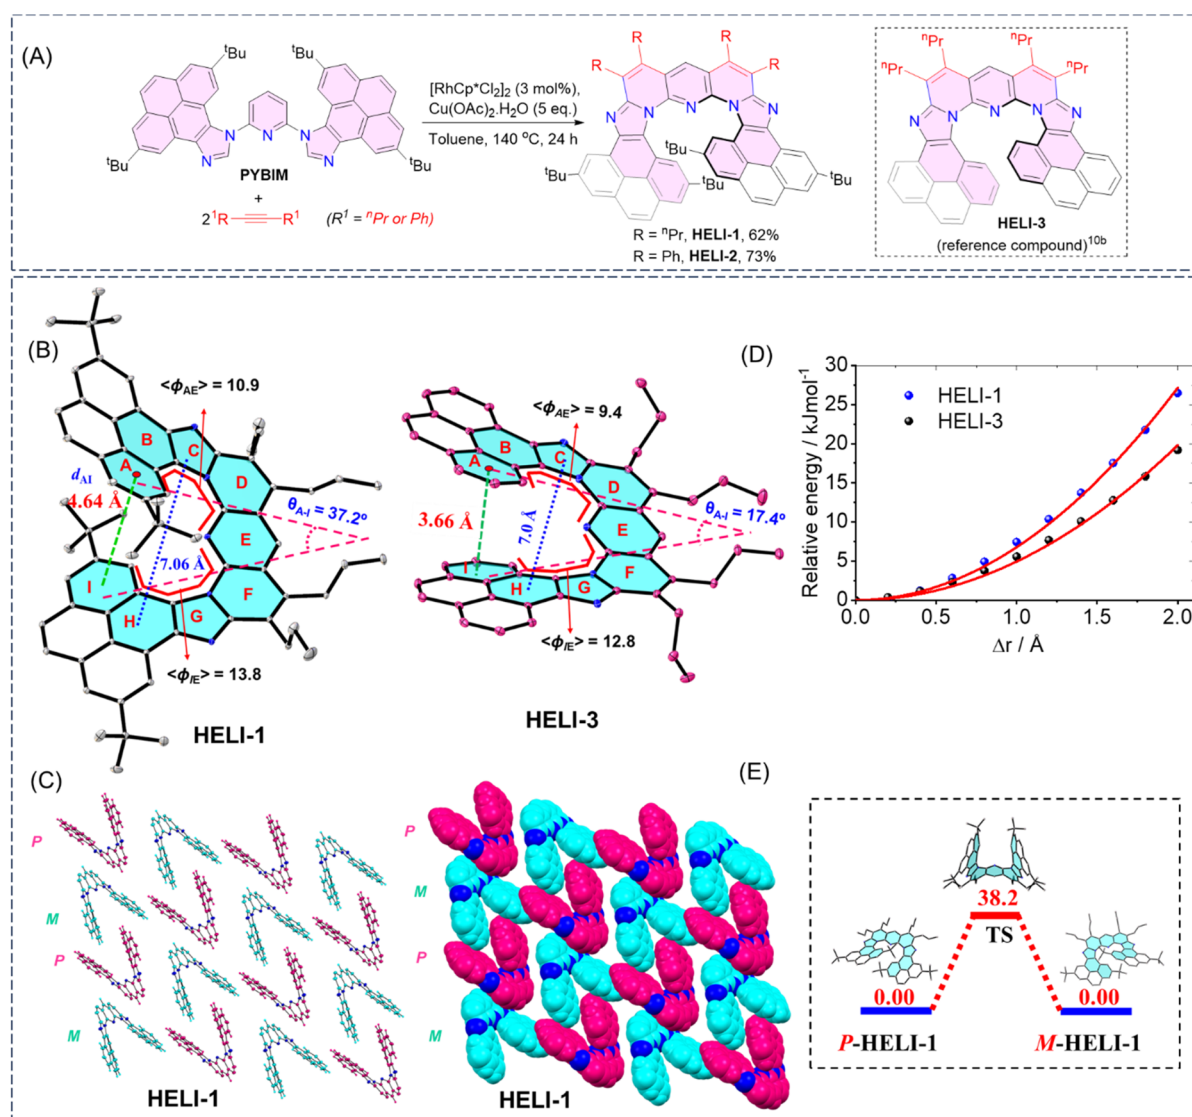 (A)
tBu
tBu
N
N
N
N
N
tBu
tBu
PYBIM
+
2 1R
R1
(R1 = nPr or Ph)
[RhCp*Cl2]2 (3 mol%),
Cu(OAc)2.H2O (5 eq.)
Toluene, 140 oC, 24 h
R
R
R
R
N
N
N
N
N
tBu
tBu
tBu
tBu
R = nPr, HELI-1, 62%
R = Ph, HELI-2, 73%
nPr
nPr
nPr
nPr
N
N
N
N
N
HELI-3
(reference compound)10b
(B)
<ϕAE> = 10.9
B
C
A
D
dAI
4.64 Å
θA-I = 37.2º
E
7.06 Å
I
F
H
G
<ϕIE> = 13.8
HELI-1
<ϕAE> = 9.4
B
C
A
D
θA-I = 17.4º
3.66 Å
7.0 Å
E
I
F
H
G
<ϕIE> = 12.8
HELI-3
(D)
Relative energy / kJmol-1
30
25
20
15
10
5
0
HELI-1
HELI-3
0.5
1.0
1.5
2.0
Δr / Å
(C)
P
M
P
M
HELI-1
P
M
P
M
HELI-1
(E)
38.2
TS
0.00
0.00
P-HELI-1
M-HELI-1